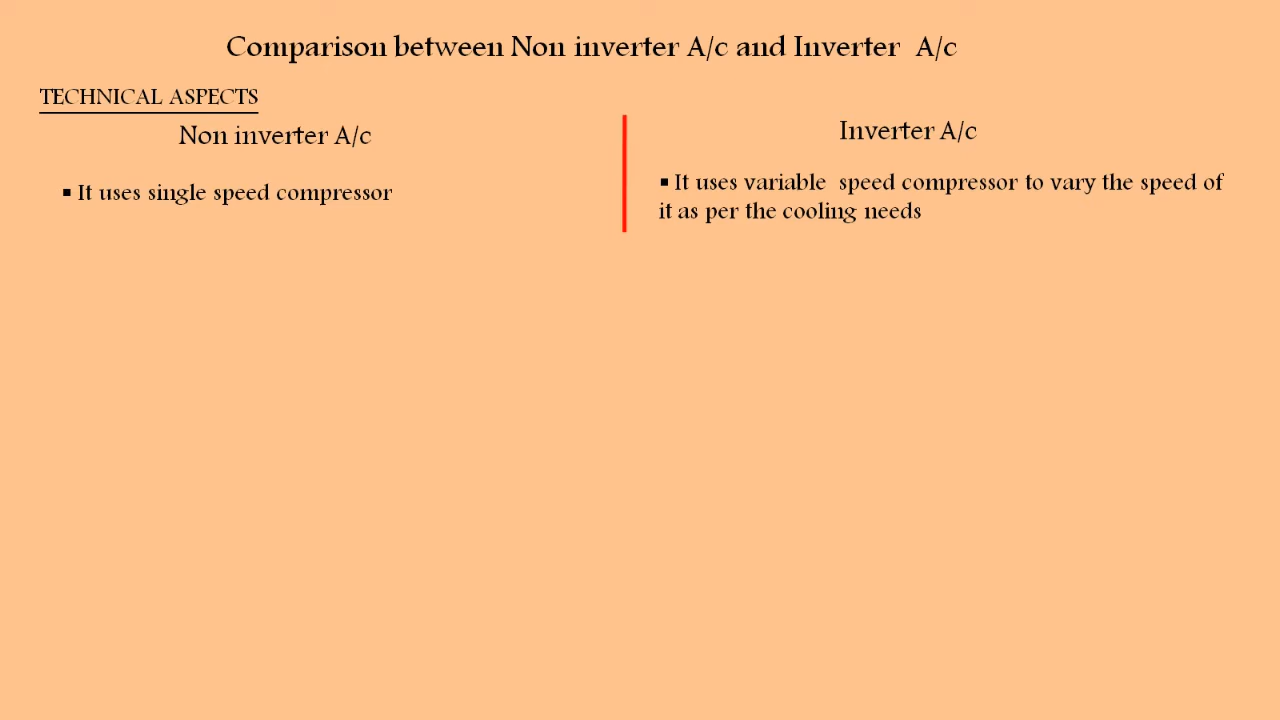 Comparison between Non inverter A/c and Inverter A/c
TECHNICAL ASPECTS
Non inverter A/c
▪ It uses single speed compressor
Inverter A/c
▪ It uses variable speed compressor to vary the speed of
it as per the cooling needs